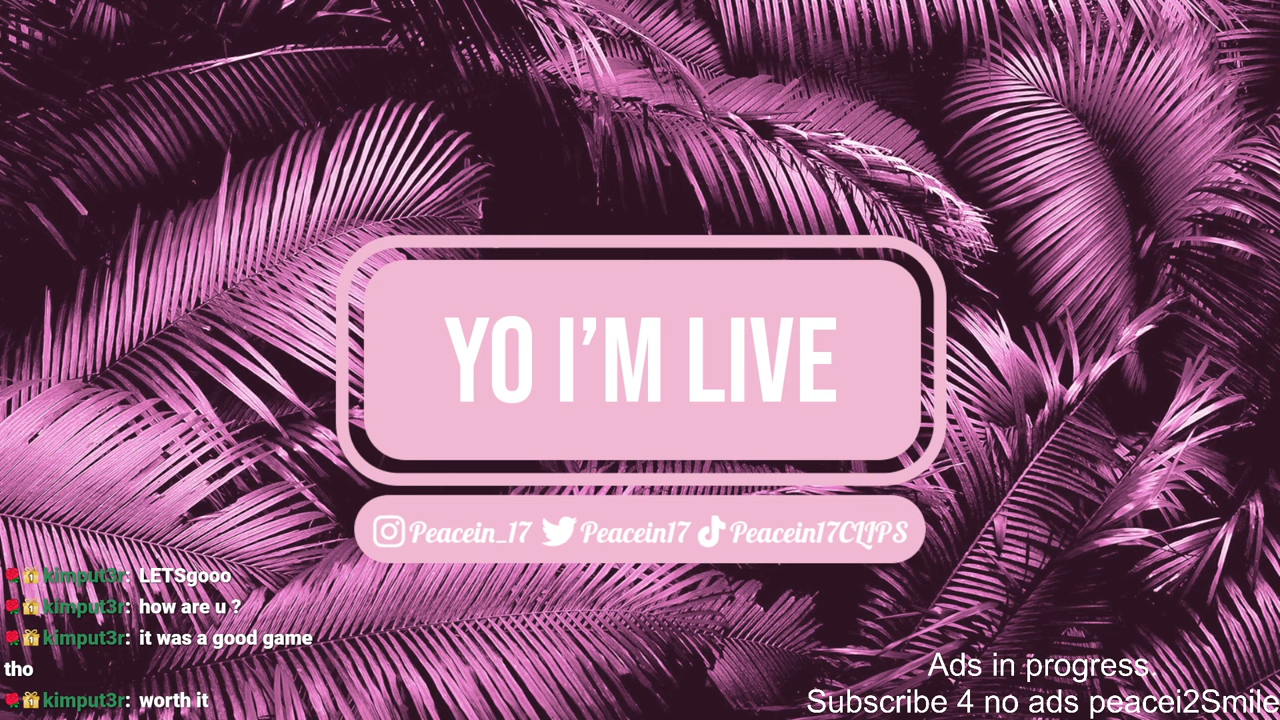 YO I’M LIVE
Peacein_17 Peacein17 Peacein17CLIPS
kimput3r: LETSgooo
kimput3r: how are u ?
kimput3r: it was a good game
tho
kimput3r: worth it
Ads in progress.
Subscribe 4 no ads peacei2Smile